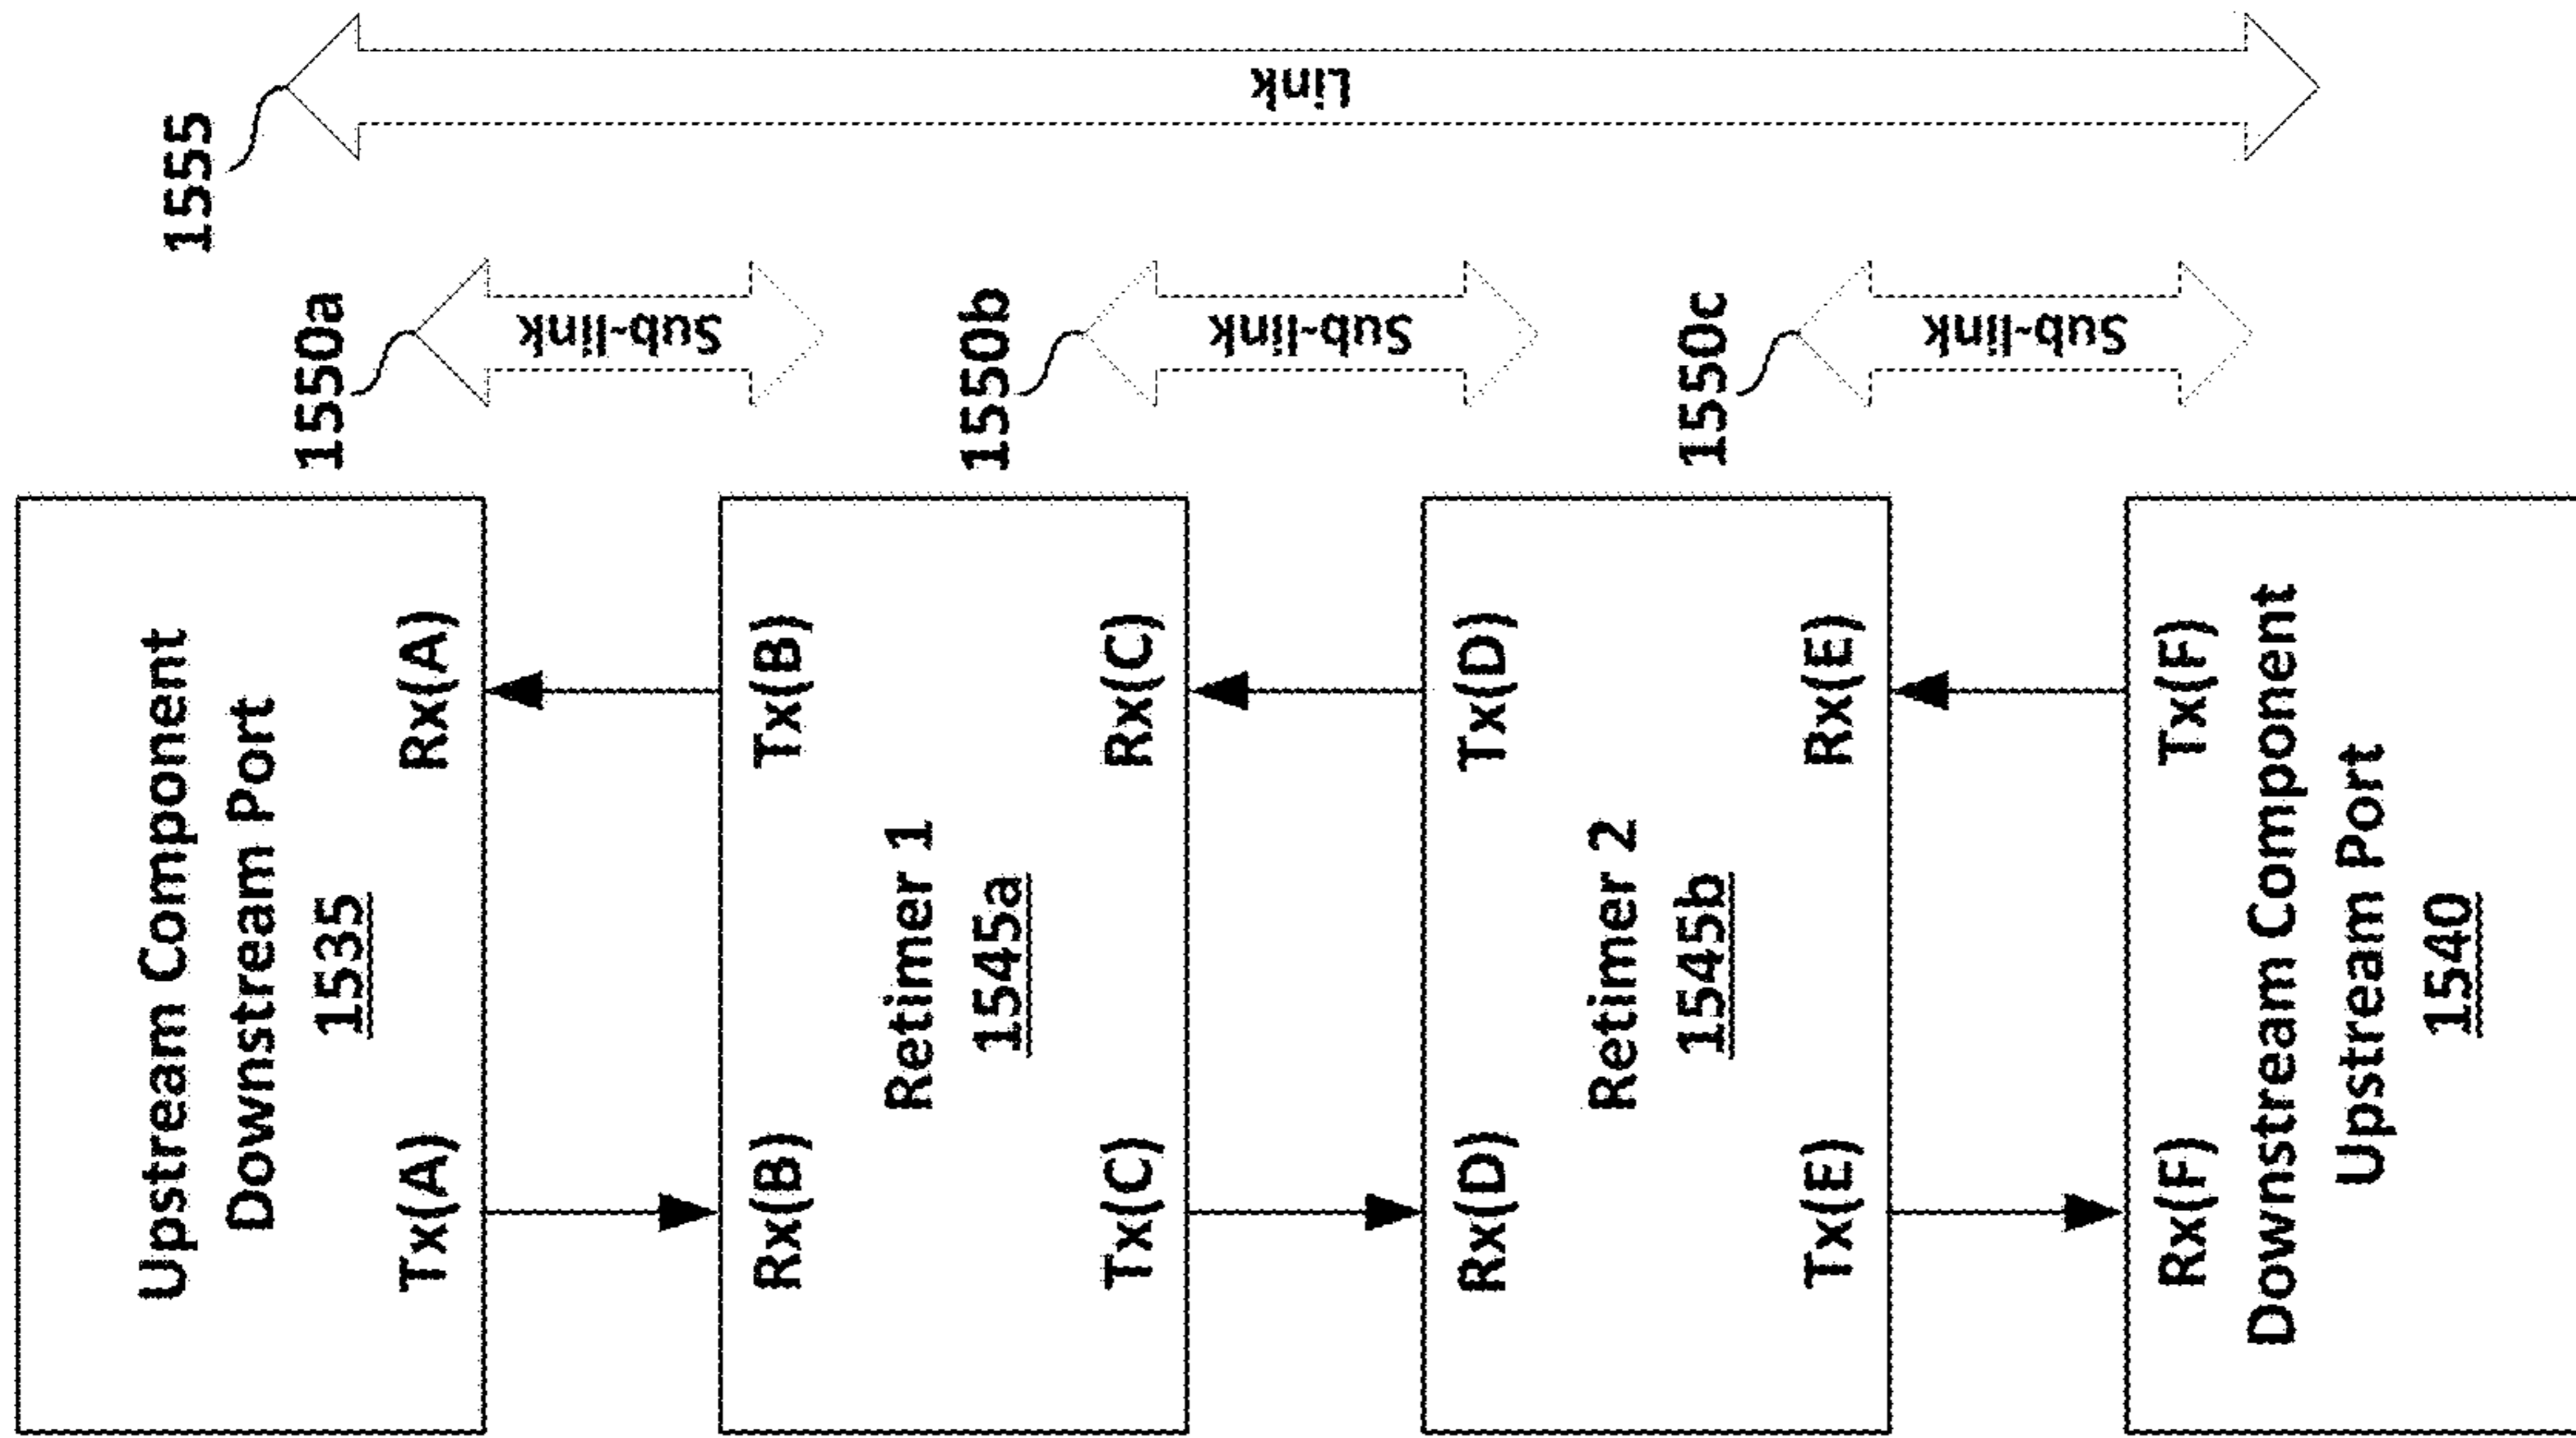 Upstream Component
Downstream Port
1535
Tx(A)
Rx(A)
Rx(B)
Tx(B)
Retimer 1
1545a
Tx(C)
Rx(C)
Rx(D)
Tx(D)
Retimer 2
1545b
Tx(E)
Rx(E)
Rx(F)
Tx(F)
Downstream Component
Upstream Port
1540
1550a
Sub-link
1550b
Sub-link
1550c
Sub-link
1555
Link